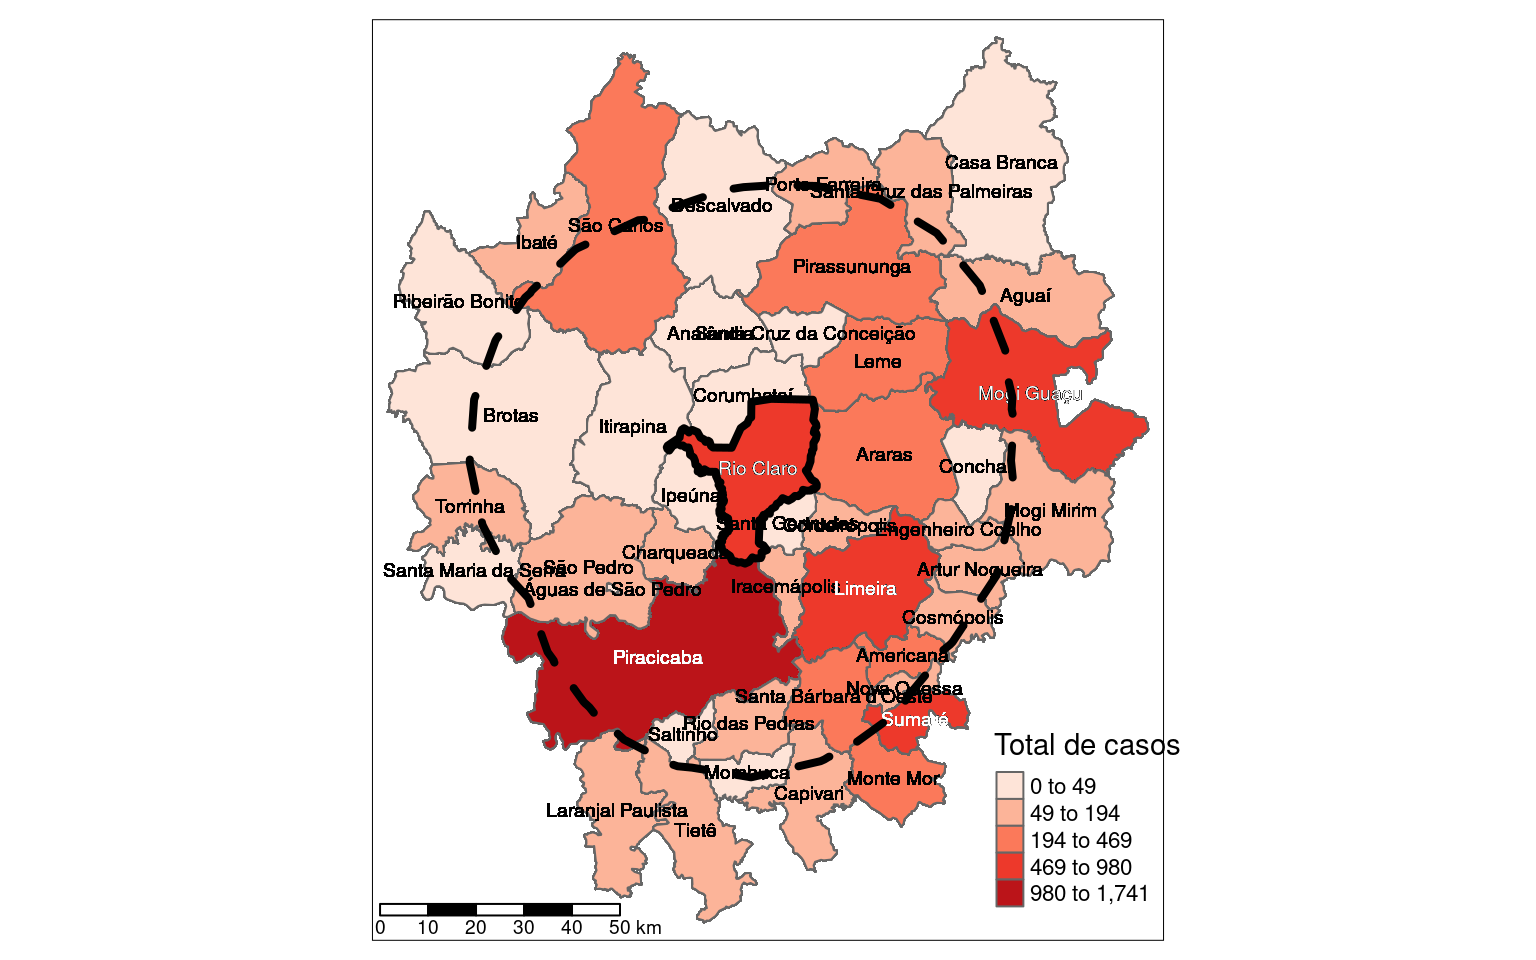 Casa Branca
Porto Ferreira
Santa Cruz das Palmeiras
Descalvado
São Carlos
Ibaté
Pirassununga
Aguaí
Ribeirão Bonito
Analândia
Santa Cruz da Conceição
Leme
Mogi Guaçu
Corumbataí
Brotas
Itirapina
Araras
Conchal
Rio Claro
Ipeúna
Torrinha
Mogi Mirim
Santa Gertrudes
Cordeirópolis
Engenheiro Coelho
Charqueada
Santa Maria da Serra
São Pedro
Artur Nogueira
Águas de São Pedro
Iracemápolis
Limeira
Cosmópolis
Piracicaba
Americana
Nova Odessa
Santa Bárbara d'Oeste
Sumaré
Rio das Pedras
Saltinho
Total de casos
Mombuca
Monte Mor
0 to 49
Capivari
Laranjal Paulista
49 to 194
Tietê
194 to 469
469 to 980
980 to 1,741
0 10 20 30 40 50 km